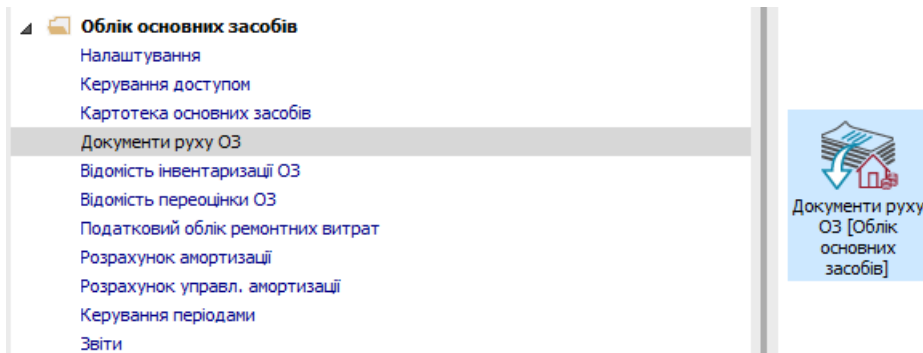 Облік основних засобів
Налаштування
Керування доступом
Картотека основних засобів
Документи руху ОЗ
Відомість інвентаризації ОЗ
Відомість переоцінки ОЗ
Податковий облік ремонтних витрат
Розрахунок амортизації
Розрахунок управл. амортизації
Керування періодами
Звіти
Документи руху
ОЗ [Облік
основних
засобів]